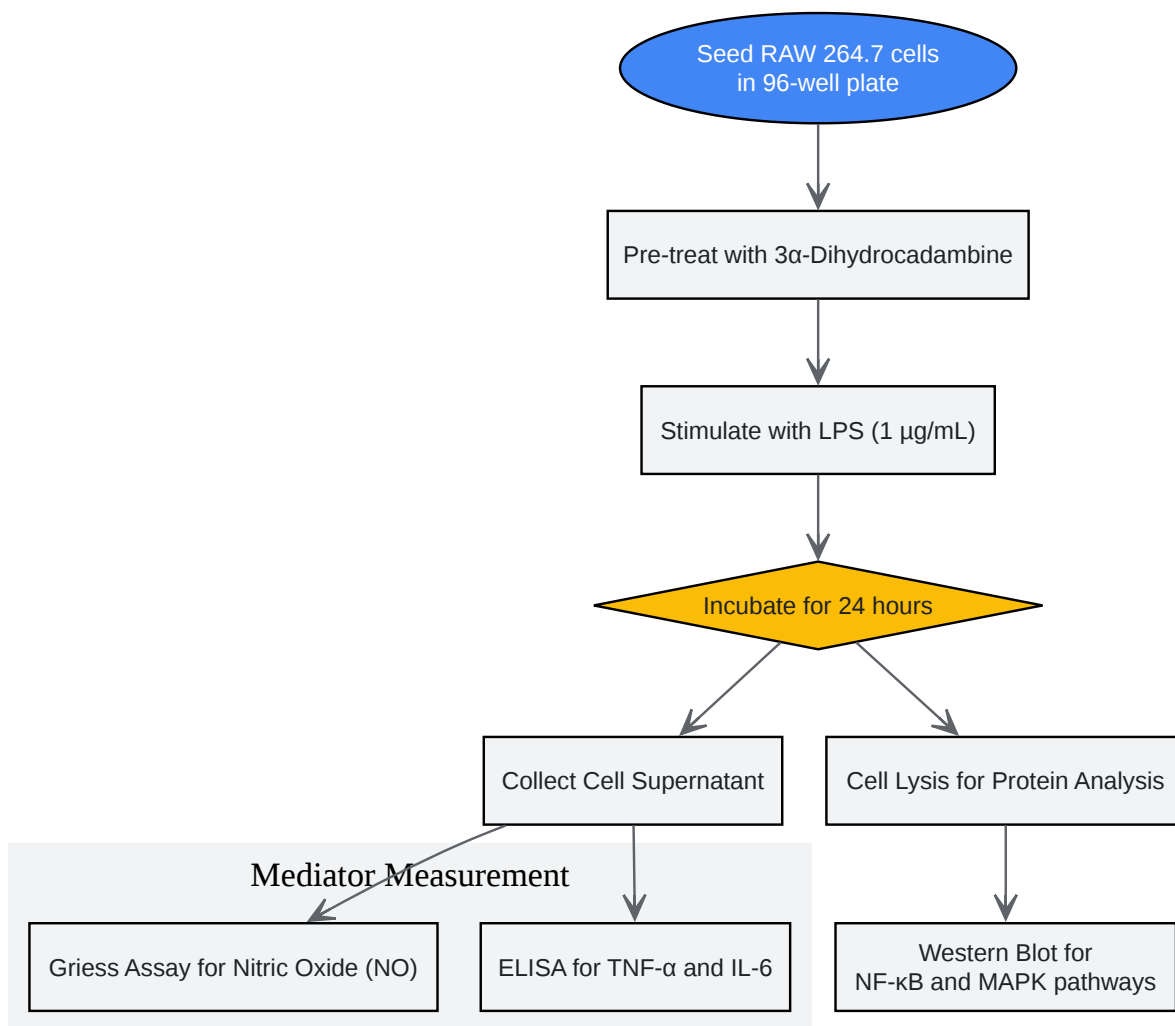 Seed RAW 264.7 cells
in 96-well plate
Pre-treat with 3α-Dihydrocadambine
Stimulate with LPS (1 µg/mL)
Incubate for 24 hours
Collect Cell Supernatant
Cell Lysis for Protein Analysis
Mediator Measurement
Griess Assay for Nitric Oxide (NO)
ELISA for TNF-α and IL-6
Western Blot for
NF-κB and MAPK pathways